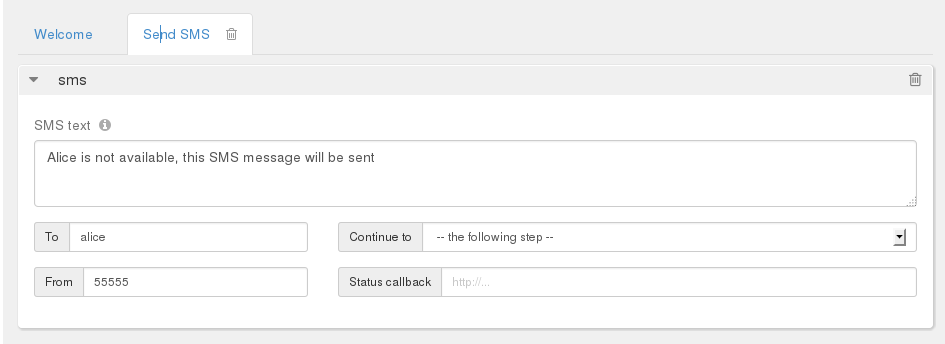 Welcome
Send SMS
sms
SMS text
Alice is not available, this SMS message will be sent
To
alice
Continue to
-- the following step --
From
55555
Status callback
http://...